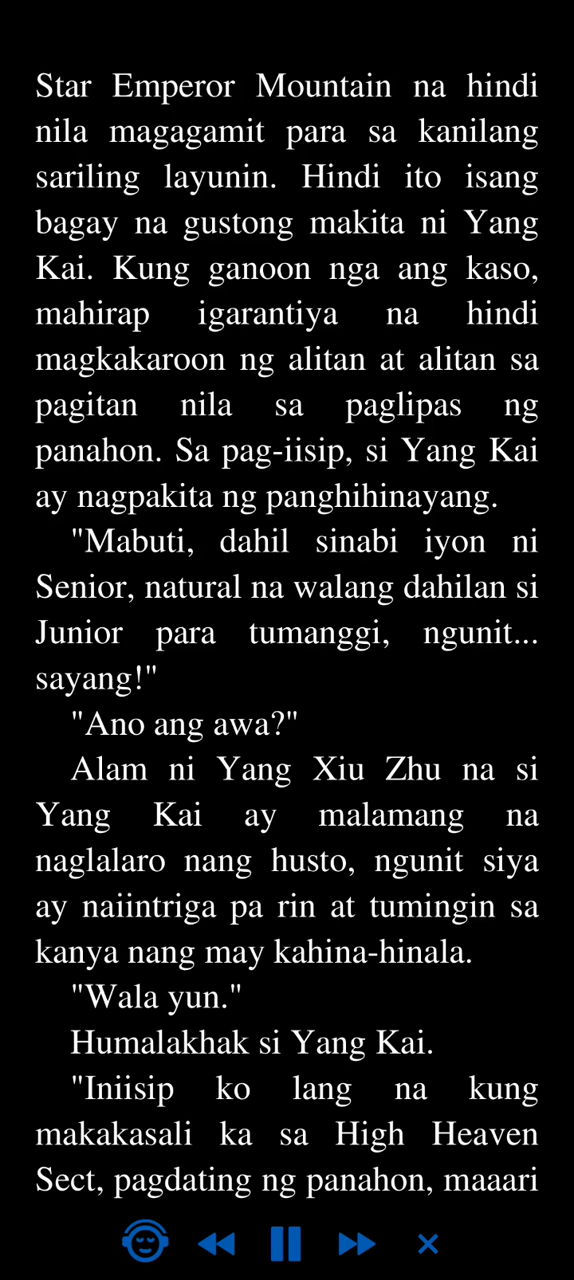 Star Emperor Mountain na hindi
nila magagamit para sa kanilang
sariling layunin. Hindi ito isang
bagay na gustong makita ni Yang
Kai. Kung ganoon nga ang kaso,
mahirap igarantiya na hindi
magkakaroon ng alitan at alitan sa
pagitan nila sa paglipas ng
panahon. Sa pag-iisip, si Yang Kai
ay nagpakita ng panghihinayang.
"Mabuti, dahil sinabi iyon ni
Senior, natural na walang dahilan si
Junior para tumanggi, ngunit...
sayang!"
"Ano ang awa?"
Alam ni Yang Xiu Zhu na si
Yang Kai ay malamang na
naglalaro nang husto, ngunit siya
ay naiintriga pa rin at tumingin sa
kanya nang may kahina-hinala.
"Wala yun."
Humalakhak si Yang Kai.
"Iniisip ko lang na kung
makakasali ka sa High Heaven
Sect, pagdating ng panahon, maaari